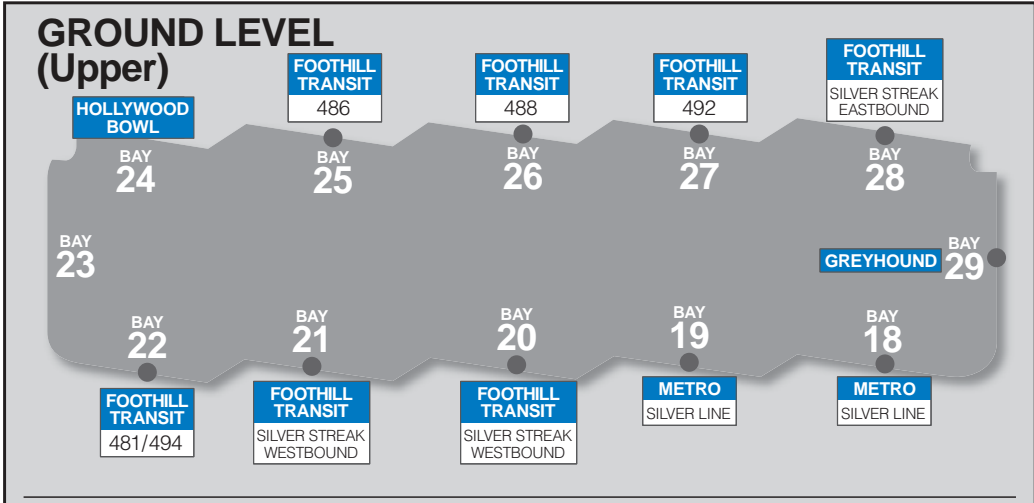 GROUND LEVEL
(Upper)
HOLLYWOOD
BOWL
BAY
24
FOOTHILL
TRANSIT
486
BAY
25
FOOTHILL
TRANSIT
488
BAY
26
FOOTHILL
TRANSIT
492
BAY
27
FOOTHILL
TRANSIT
SILVER STREAK
EASTBOUND
BAY
28
BAY
23
GREYHOUND
BAY
29
BAY
22
FOOTHILL
TRANSIT
481/494
BAY
21
FOOTHILL
TRANSIT
SILVER STREAK
WESTBOUND
BAY
20
FOOTHILL
TRANSIT
SILVER STREAK
WESTBOUND
BAY
19
METRO
SILVER LINE
BAY
18
METRO
SILVER LINE